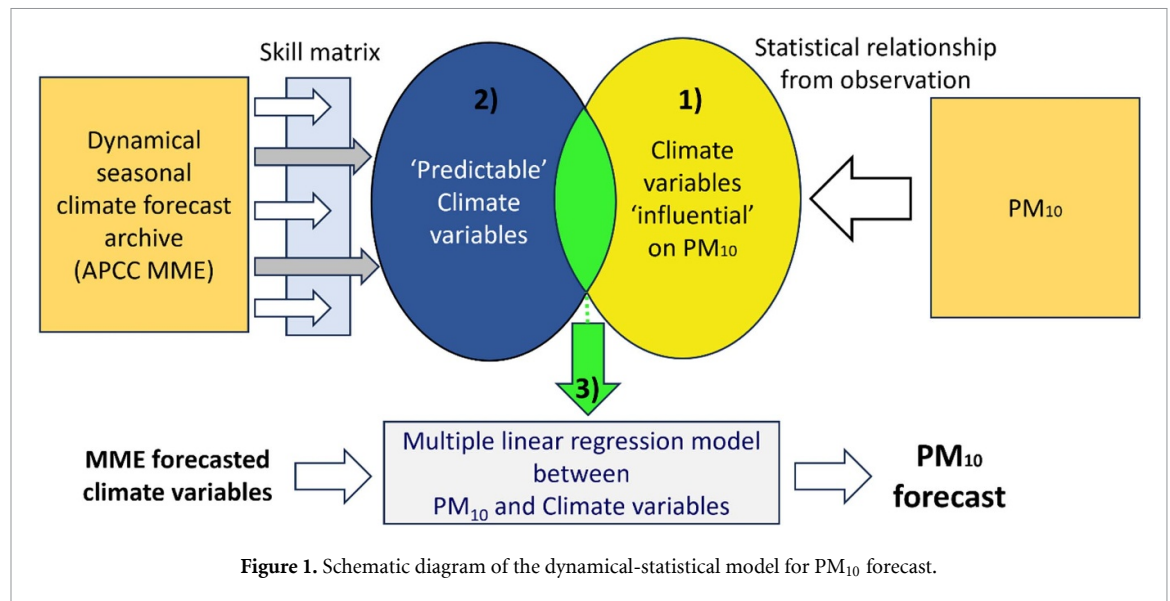 Skill matrix
Statistical relationship
from observation
Dynamical
seasonal
climate forecast
archive
(APCC MME)
2)
'Predictable'
Climate
variables
1)
Climate
variables
'influential'
on PM₁₀
PM₁₀
3)
MME forecasted
climate variables
Multiple linear regression model
between
PM₁₀ and Climate variables
PM₁₀
forecast
Figure 1. Schematic diagram of the dynamical-statistical model for PM₁₀ forecast.